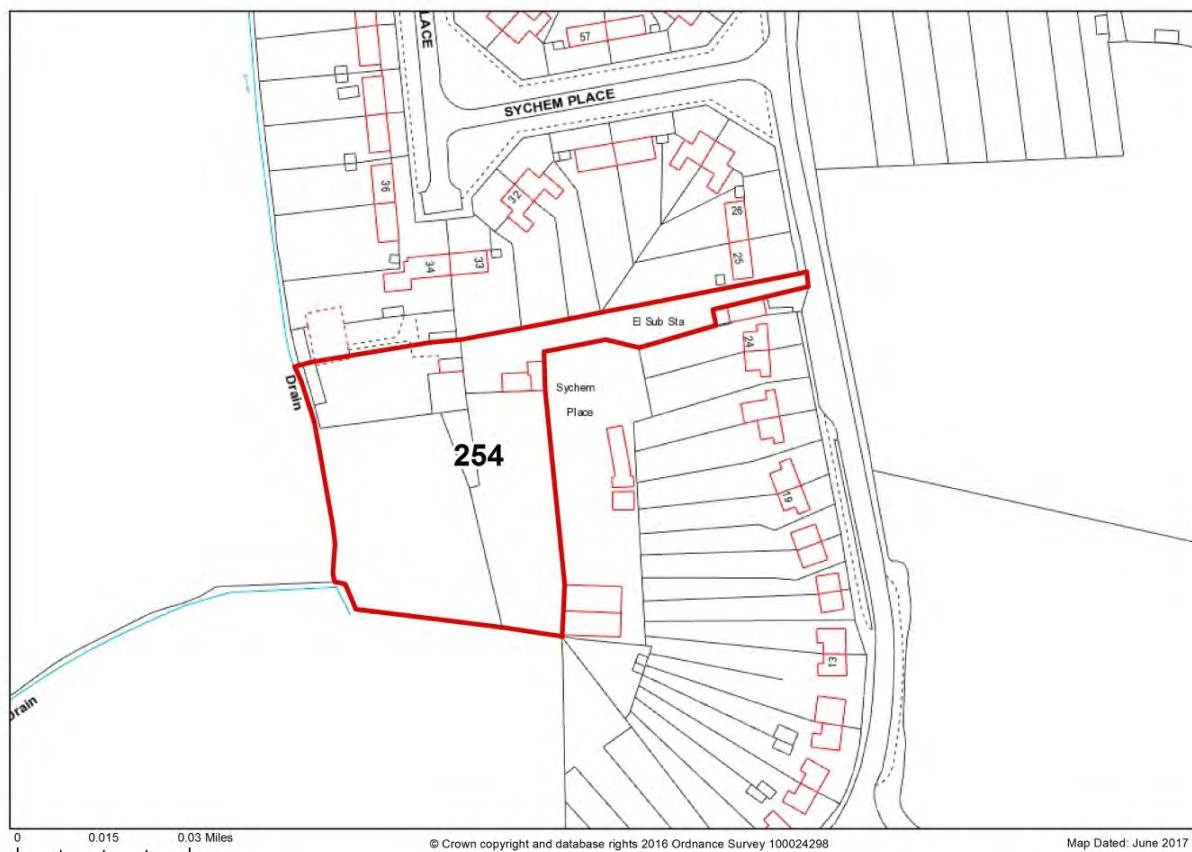 PLACE
57
SYCHEM PLACE
36
32
26
25
34
33
El Sub Sta
24
Drain
Sychem
Place
254
19
13
Drain
0 0.015 0.03 Miles
© Crown copyright and database rights 2016 Ordnance Survey 100024298
Map Dated: June 2017